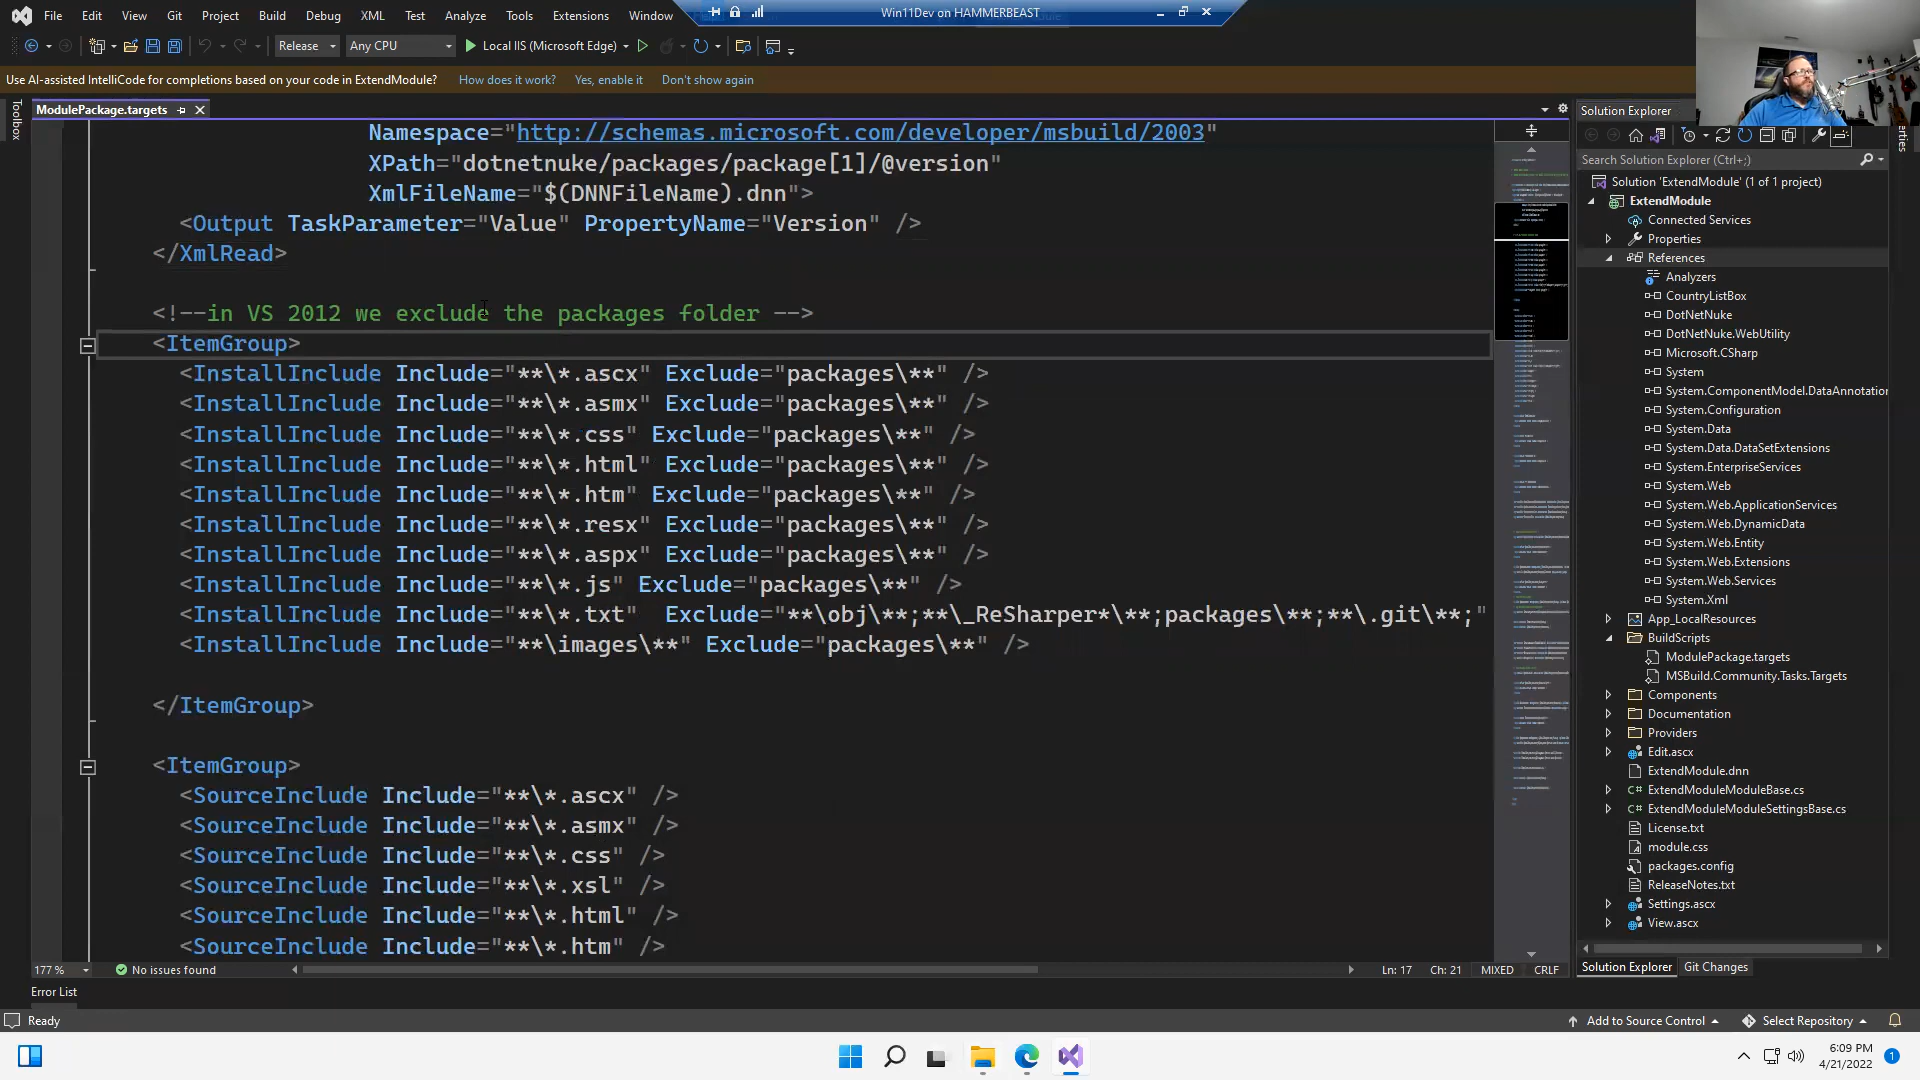 File Edit View Git Project Build Debug XML Test Analyze Tools Extensions Window
Win11Dev on HAMMERBEAST
Release Any CPU Local IIS (Microsoft Edge)
Use AI-assisted IntelliCode for completions based on your code in ExtendModule? How does it work? Yes, enable it Don't show again
Toolbox
ModulePackage.targets
Namespace="http://schemas.microsoft.com/developer/msbuild/2003"
XPath="dotnetnuke/packages/package[1]/@version"
XmlFileName="$(DNNFileName).dnn">
<Output TaskParameter="Value" PropertyName="Version" />
</XmlRead>
<!--in VS 2012 we exclude the packages folder -->
<ItemGroup>
<InstallInclude Include="**\*.ascx" Exclude="packages\**" />
<InstallInclude Include="**\*.asmx" Exclude="packages\**" />
<InstallInclude Include="**\*.css" Exclude="packages\**" />
<InstallInclude Include="**\*.html" Exclude="packages\**" />
<InstallInclude Include="**\*.htm" Exclude="packages\**" />
<InstallInclude Include="**\*.resx" Exclude="packages\**" />
<InstallInclude Include="**\*.aspx" Exclude="packages\**" />
<InstallInclude Include="**\*.js" Exclude="packages\**" />
<InstallInclude Include="**\*.txt"  Exclude="**\obj\**;**\_ReSharper*\**;packages\**;**\.git\**;"
<InstallInclude Include="**\images\**" Exclude="packages\**" />
</ItemGroup>
<ItemGroup>
<SourceInclude Include="**\*.ascx" />
<SourceInclude Include="**\*.asmx" />
<SourceInclude Include="**\*.css" />
<SourceInclude Include="**\*.xsl" />
<SourceInclude Include="**\*.html" />
<SourceInclude Include="**\*.htm" />
177 % No issues found Ln: 17 Ch: 21 MIXED CRLF
Error List
Ready
Solution Explorer
Search Solution Explorer (Ctrl+;)
Solution 'ExtendModule' (1 of 1 project)
ExtendModule
Connected Services
Properties
References
Analyzers
CountryListBox
DotNetNuke
DotNetNuke.WebUtility
Microsoft.CSharp
System
System.ComponentModel.DataAnnotation
System.Configuration
System.Data
System.Data.DataSetExtensions
System.EnterpriseServices
System.Web
System.Web.ApplicationServices
System.Web.DynamicData
System.Web.Entity
System.Web.Extensions
System.Web.Services
System.Xml
App_LocalResources
BuildScripts
ModulePackage.targets
MSBuild.Community.Tasks.Targets
Components
Documentation
Providers
Edit.ascx
ExtendModule.dnn
C# ExtendModuleModuleBase.cs
C# ExtendModuleModuleSettingsBase.cs
License.txt
module.css
packages.config
ReleaseNotes.txt
Settings.ascx
View.ascx
Solution Explorer Git Changes
Add to Source Control Select Repository
6:09 PM
4/21/2022
1